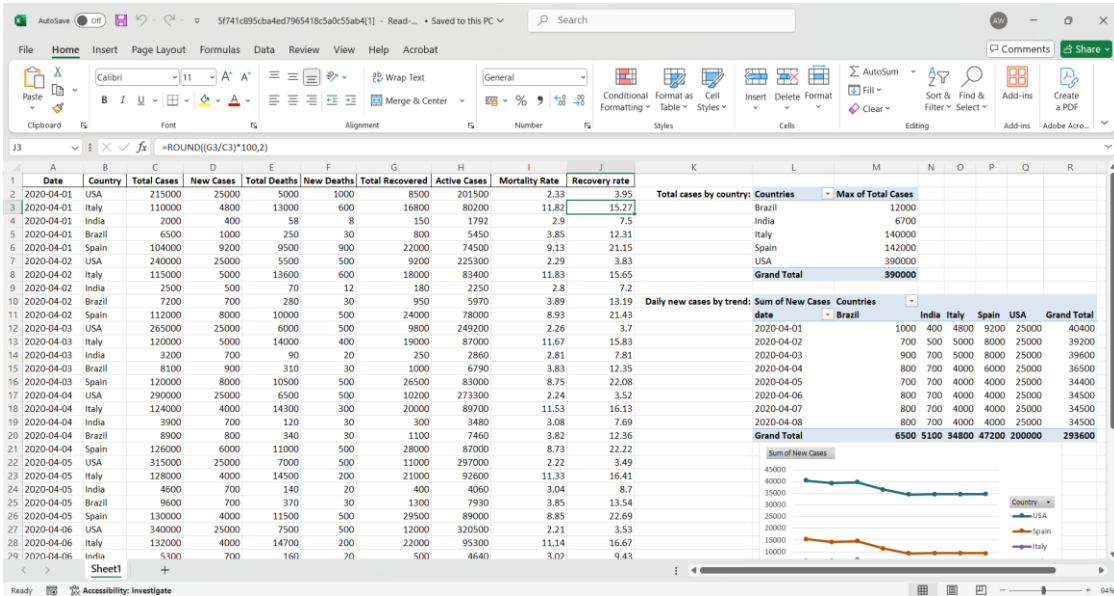 AutoSave Off 5f741c895cba4ed7965418c5a0c55ab4[1] - Read-... • Saved to this PC Search AW
File Home Insert Page Layout Formulas Data Review View Help Acrobat Comments Share
Paste Calibri 11 A^ A˅ Wrap Text General Conditional Formatting Format as Table Cell Styles Insert Delete Format AutoSum Fill Clear Sort & Filter Find & Select Add-ins Create a PDF
B I U A Merge & Center $ % 9
Clipboard Font Alignment Number Styles Cells Editing Add-ins Adobe Acro...
J3 fx =ROUND((G3/C3)*100,2)
A B C D E F G H I J K L M N O P Q R
1 Date Country Total Cases New Cases Total Deaths New Deaths Total Recovered Active Cases Mortality Rate Recovery rate
2 2020-04-01 USA 215000 25000 5000 1000 8500 201500 2.33 3.95 Total cases by country: Countries Max of Total Cases
3 2020-04-01 Italy 110000 4800 13000 600 16800 80200 11.82 15.27 Brazil 12000
4 2020-04-01 India 2000 400 58 8 150 1792 2.9 7.5 India 6700
5 2020-04-01 Brazil 6500 1000 250 30 800 5450 3.85 12.31 Italy 140000
6 2020-04-01 Spain 104000 9200 9500 900 22000 74500 9.13 21.15 Spain 142000
7 2020-04-02 USA 240000 25000 5500 500 9200 225300 2.29 3.83 USA 390000
8 2020-04-02 Italy 115000 5000 13600 600 18000 83400 11.83 15.65 Grand Total 390000
9 2020-04-02 India 2500 500 70 12 180 2250 2.8 7.2
10 2020-04-02 Brazil 7200 700 280 30 950 5970 3.89 13.19 Daily new cases by trend: Sum of New Cases Countries
11 2020-04-02 Spain 112000 8000 10000 500 24000 78000 8.93 21.43 date Brazil India Italy Spain USA Grand Total
12 2020-04-03 USA 265000 25000 6000 500 9800 249200 2.26 3.7 2020-04-01 1000 400 4800 9200 25000 40400
13 2020-04-03 Italy 120000 5000 14000 400 19000 87000 11.67 15.83 2020-04-02 700 500 5000 8000 25000 39200
14 2020-04-03 India 3200 700 90 20 250 2860 2.81 7.81 2020-04-03 900 700 5000 8000 25000 39600
15 2020-04-03 Brazil 8100 900 310 30 1000 6790 3.83 12.35 2020-04-04 800 700 4000 6000 25000 36500
16 2020-04-03 Spain 120000 8000 10500 500 26500 83000 8.75 22.08 2020-04-05 700 700 4000 4000 25000 34400
17 2020-04-04 USA 290000 25000 6500 500 10200 273300 2.24 3.52 2020-04-06 800 700 4000 4000 25000 34500
18 2020-04-04 Italy 124000 4000 14300 300 20000 89700 11.53 16.13 2020-04-07 800 700 4000 4000 25000 34500
19 2020-04-04 India 3900 700 120 30 300 3480 3.08 7.69 2020-04-08 800 700 4000 4000 25000 34500
20 2020-04-04 Brazil 8900 800 340 30 1100 7460 3.82 12.36 Grand Total 6500 5100 34800 47200 200000 293600
21 2020-04-04 Spain 126000 6000 11000 500 28000 87000 8.73 22.22 Sum of New Cases
22 2020-04-05 USA 315000 25000 7000 500 11000 297000 2.22 3.49 45000
23 2020-04-05 Italy 128000 4000 14500 200 21000 92600 11.33 16.41 40000
24 2020-04-05 India 4600 700 140 20 400 4060 3.04 8.7 35000
25 2020-04-05 Brazil 9600 700 370 30 1300 7930 3.85 13.54 30000 Country
26 2020-04-05 Spain 130000 4000 11500 500 29500 89000 8.85 22.69 25000 USA
27 2020-04-06 USA 340000 25000 7500 500 12000 320500 2.21 3.53 20000 Spain
28 2020-04-06 Italy 132000 4000 14700 200 22000 95300 11.14 16.67 15000 Italy
29 2020-04-06 India 5300 700 160 20 500 4640 3.02 9.43 10000
Sheet1
Ready Accessibility: Investigate 94%